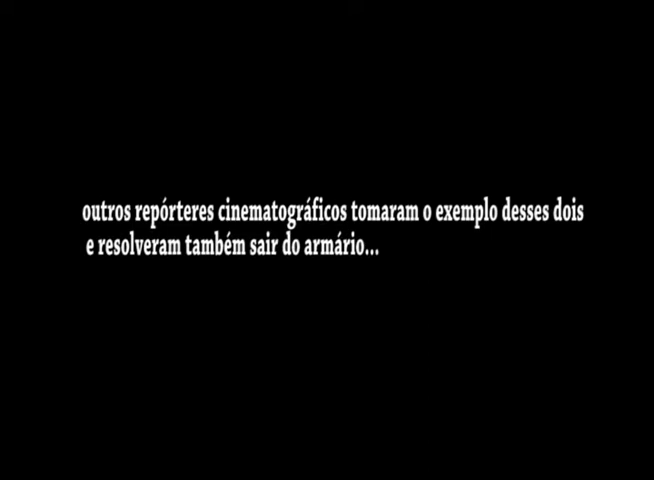 outros repórteres cinematográficos tomaram o exemplo desses dois
e resolveram também sair do armário...